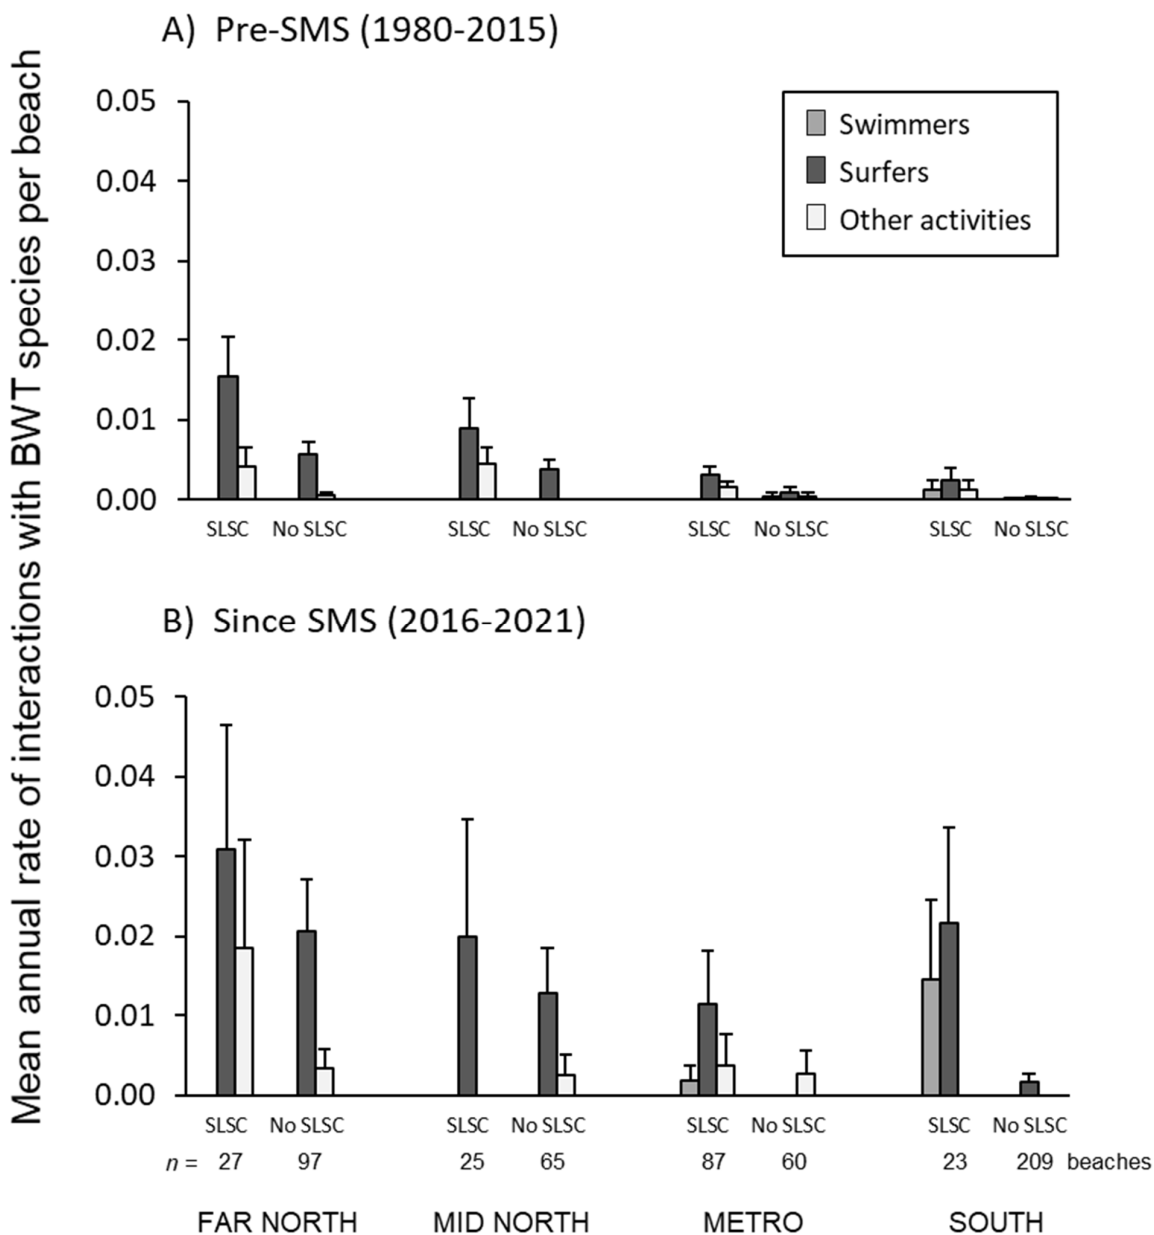 Mean annual rate of interactions with BWT species per beach
A) Pre-SMS (1980-2015)
0.05
0.04
0.03
0.02
0.01
0.00
Swimmers
Surfers
Other activities
SLSC No SLSC SLSC No SLSC SLSC No SLSC SLSC No SLSC
B) Since SMS (2016-2021)
0.05
0.04
0.03
0.02
0.01
0.00
SLSC No SLSC SLSC No SLSC SLSC No SLSC SLSC No SLSC
n = 27 97 25 65 87 60 23 209 beaches
FAR NORTH MID NORTH METRO SOUTH